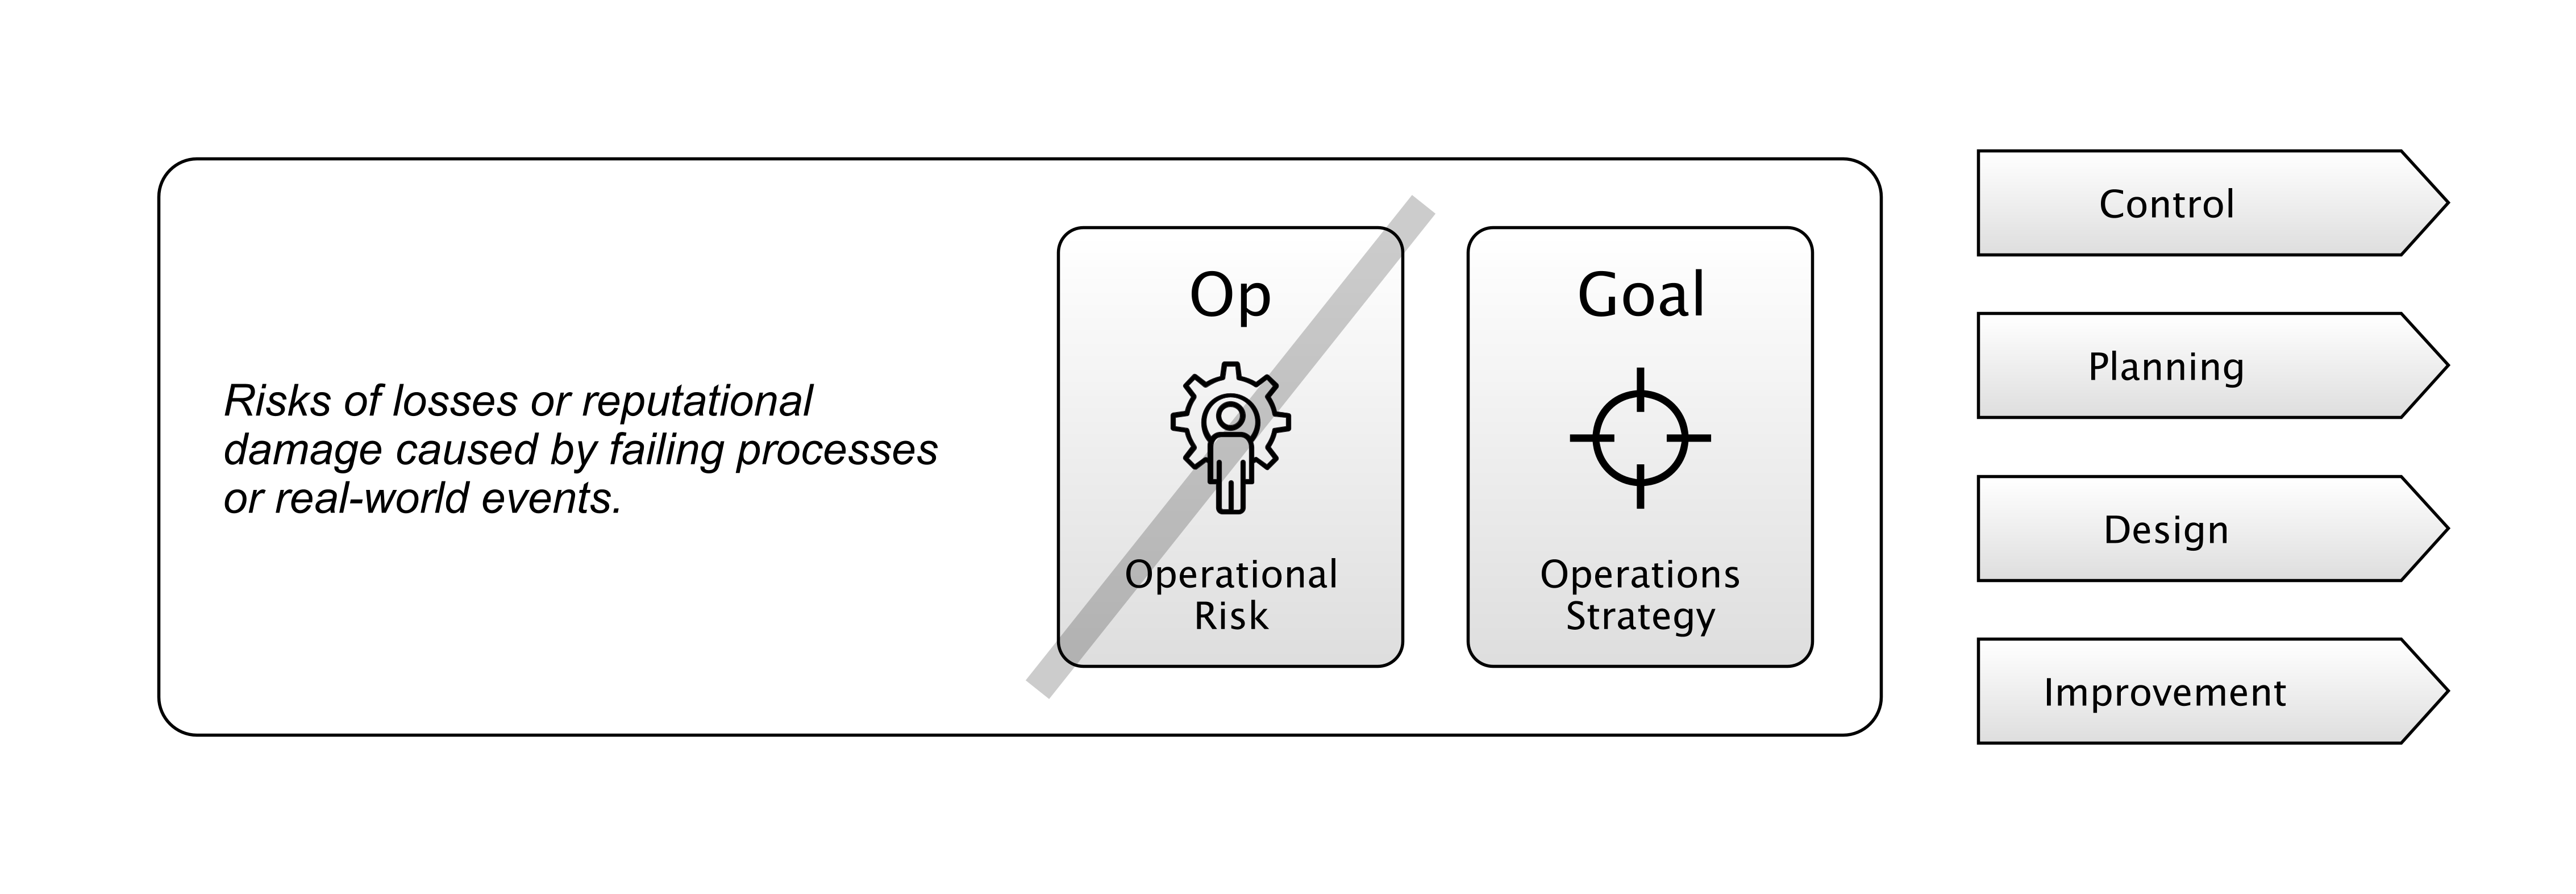 Risks of losses or reputational
damage caused by failing processes
or real-world events.
Op
Operational
Risk
Goal
Operations
Strategy
Control
Planning
Design
Improvement